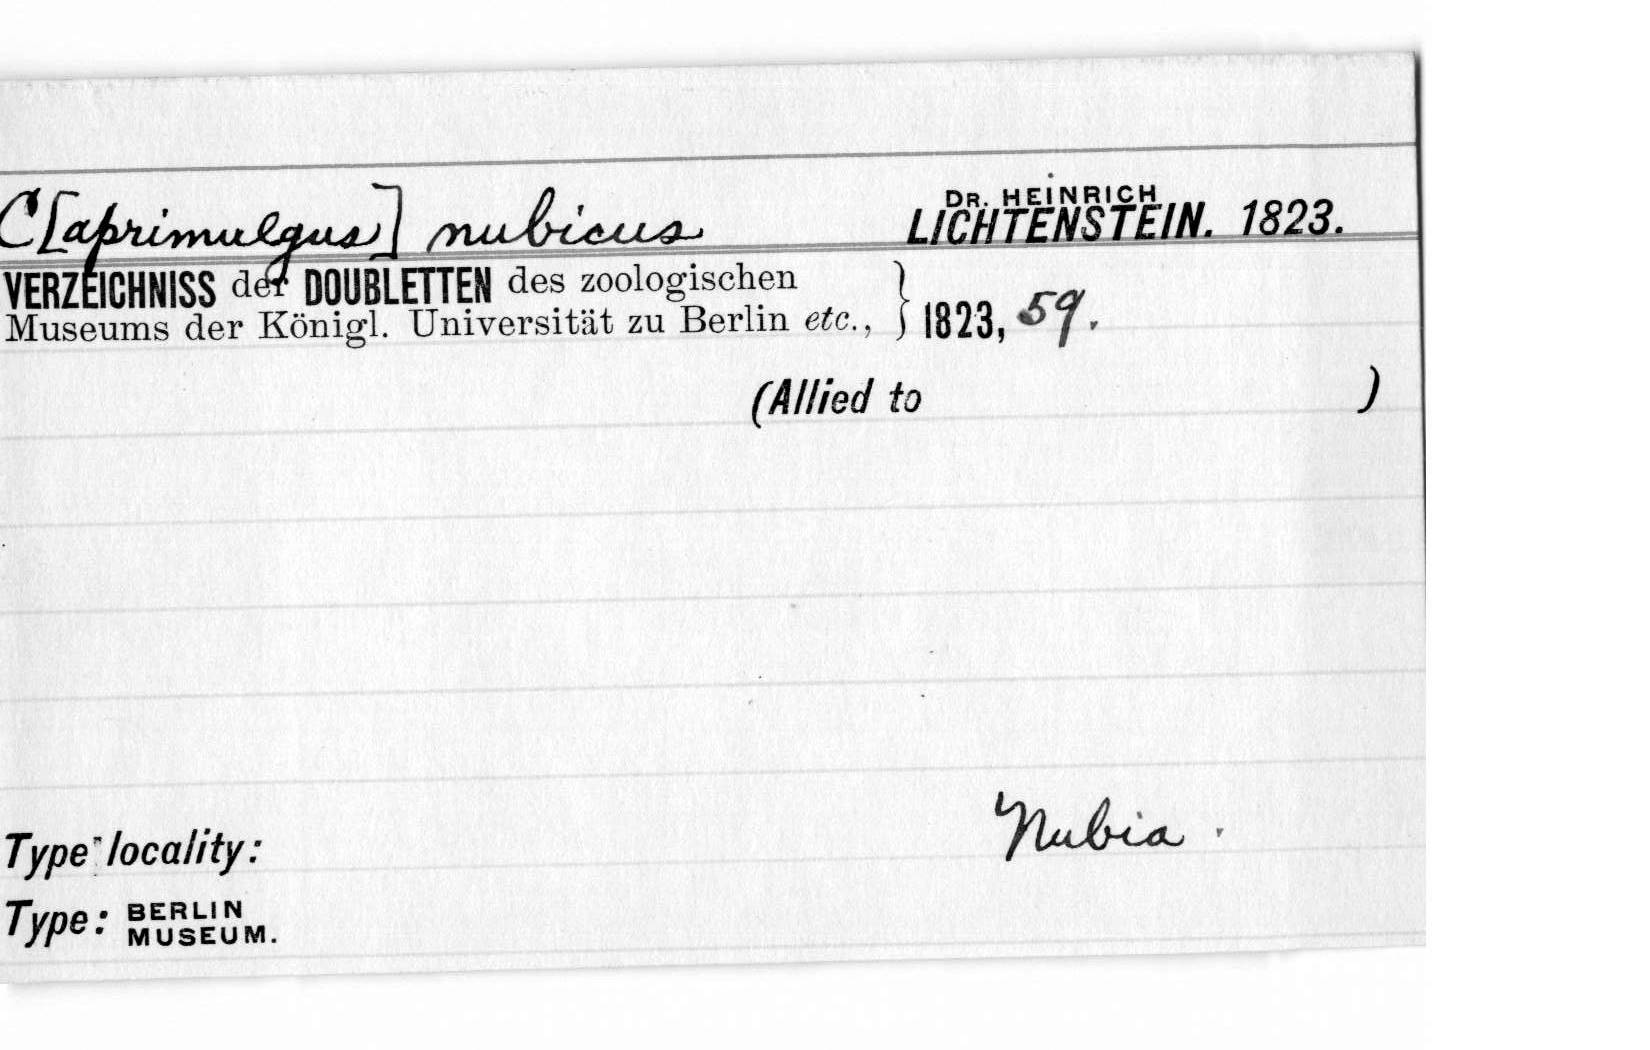 C[aprimulgus] nubicus DR. HEINRICH LICHTENSTEIN. 1823.
VERZEICHNISS der DOUBLETTEN des zoologischen
Museums der Königl. Universität zu Berlin etc., } 1823, 59.
(Allied to )
Nubia.
Type locality:
Type: BERLIN MUSEUM.